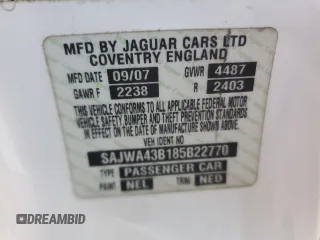 MFD BY JAGUAR CARS LTD
COVENTRY ENGLAND
MFD DATE 09/07 GVWR 4487
GAWR F 2238 R 2403
THIS VEHICLE CONFORMS TO ALL APPLICABLE FEDERAL MOTOR
VEHICLE SAFETY, BUMPER AND THEFT PREVENTION STANDARDS
IN EFFECT ON THE DATE OF MANUFACTURE SHOWN ABOVE.
VEH IDENT NO
SAJWA43B185B22770
TYPE PASSENGER CAR
PAINT NEL TRIM NED
DREAMBID